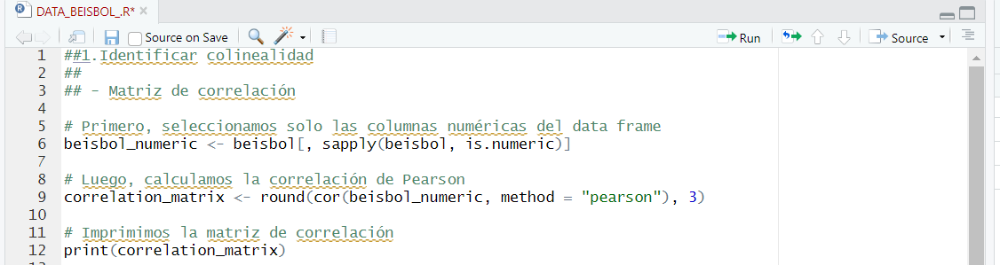 DATA_BEISBOL_.R*
Source on Save
Run
Source
1 ##1.Identificar colinealidad
2 ##
3 ## - Matriz de correlación
4
5 # Primero, seleccionamos solo las columnas numéricas del data frame
6 beisbol_numeric <- beisbol[, sapply(beisbol, is.numeric)]
7
8 # Luego, calculamos la correlación de Pearson
9 correlation_matrix <- round(cor(beisbol_numeric, method = "pearson"), 3)
10
11 # Imprimimos la matriz de correlación
12 print(correlation_matrix)